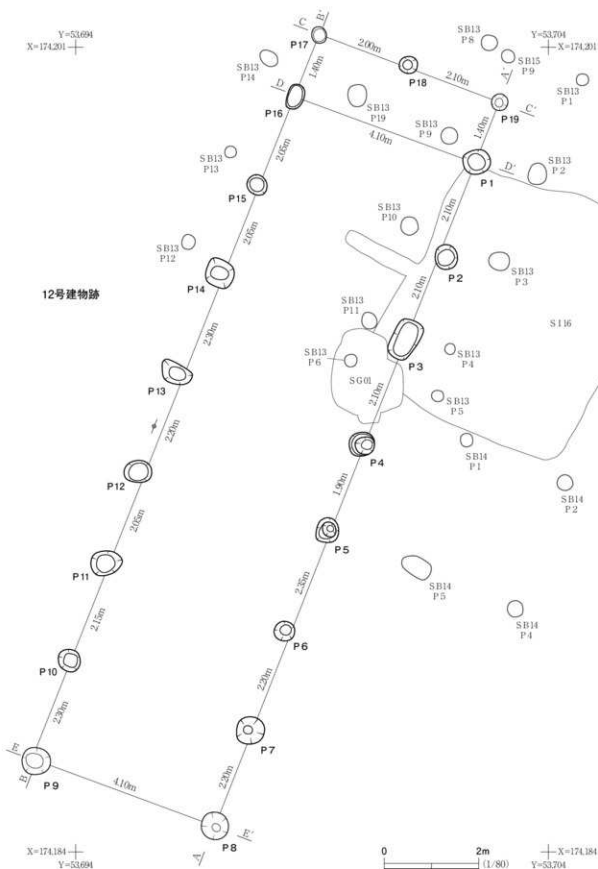 Y=53,694
X=174,201
Y=53,704
X=174,201
C
B'
P17
2.00m
P18
2.10m
P19
C'
A'
SB13
P8
SB15
P9
SB13
P1
SB13
P14
1.40m
D
P16
SB13
P19
SB13
P9
1.40m
4.10m
P1
D'
SB13
P2
SB13
P13
2.05m
P15
SB13
P10
2.10m
2.05m
SB13
P12
P14
P2
SB13
P3
12号建物跡
2.10m
SB13
P11
P3
SI16
2.30m
SB13
P6
SG01
SB13
P4
P13
2.10m
SB13
P5
2.20m
P4
SB14
P1
P12
1.90m
SB14
P2
2.05m
P5
P11
SB14
P5
2.35m
SB14
P4
2.15m
P6
P10
2.20m
2.30m
P7
E
P9
B
4.10m
2.20m
P8
E'
A
X=174,184
Y=53,694
0
2m
(1/80)
X=174,184
Y=53,704